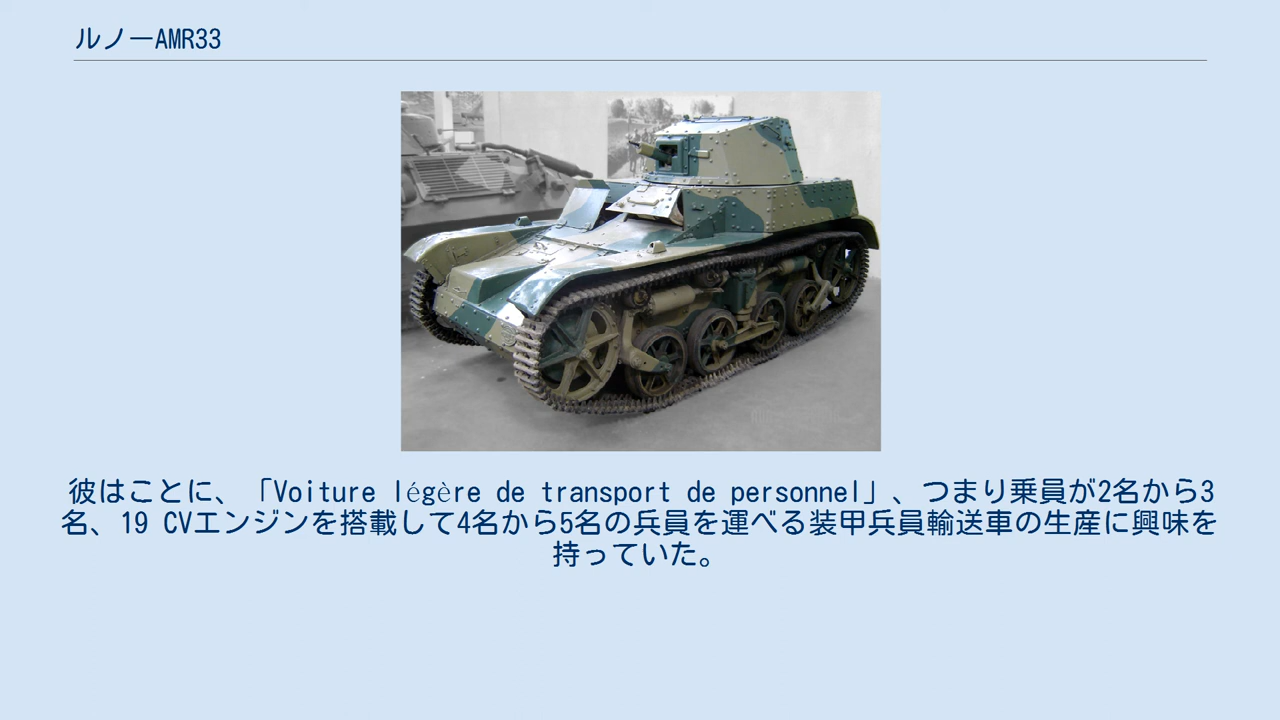 ルノーAMR33
彼はことに、「Voiture légère de transport de personnel」、つまり乗員が2名から3
名、19 CVエンジンを搭載して4名から5名の兵員を運べる装甲兵員輸送車の生産に興味を
持っていた。